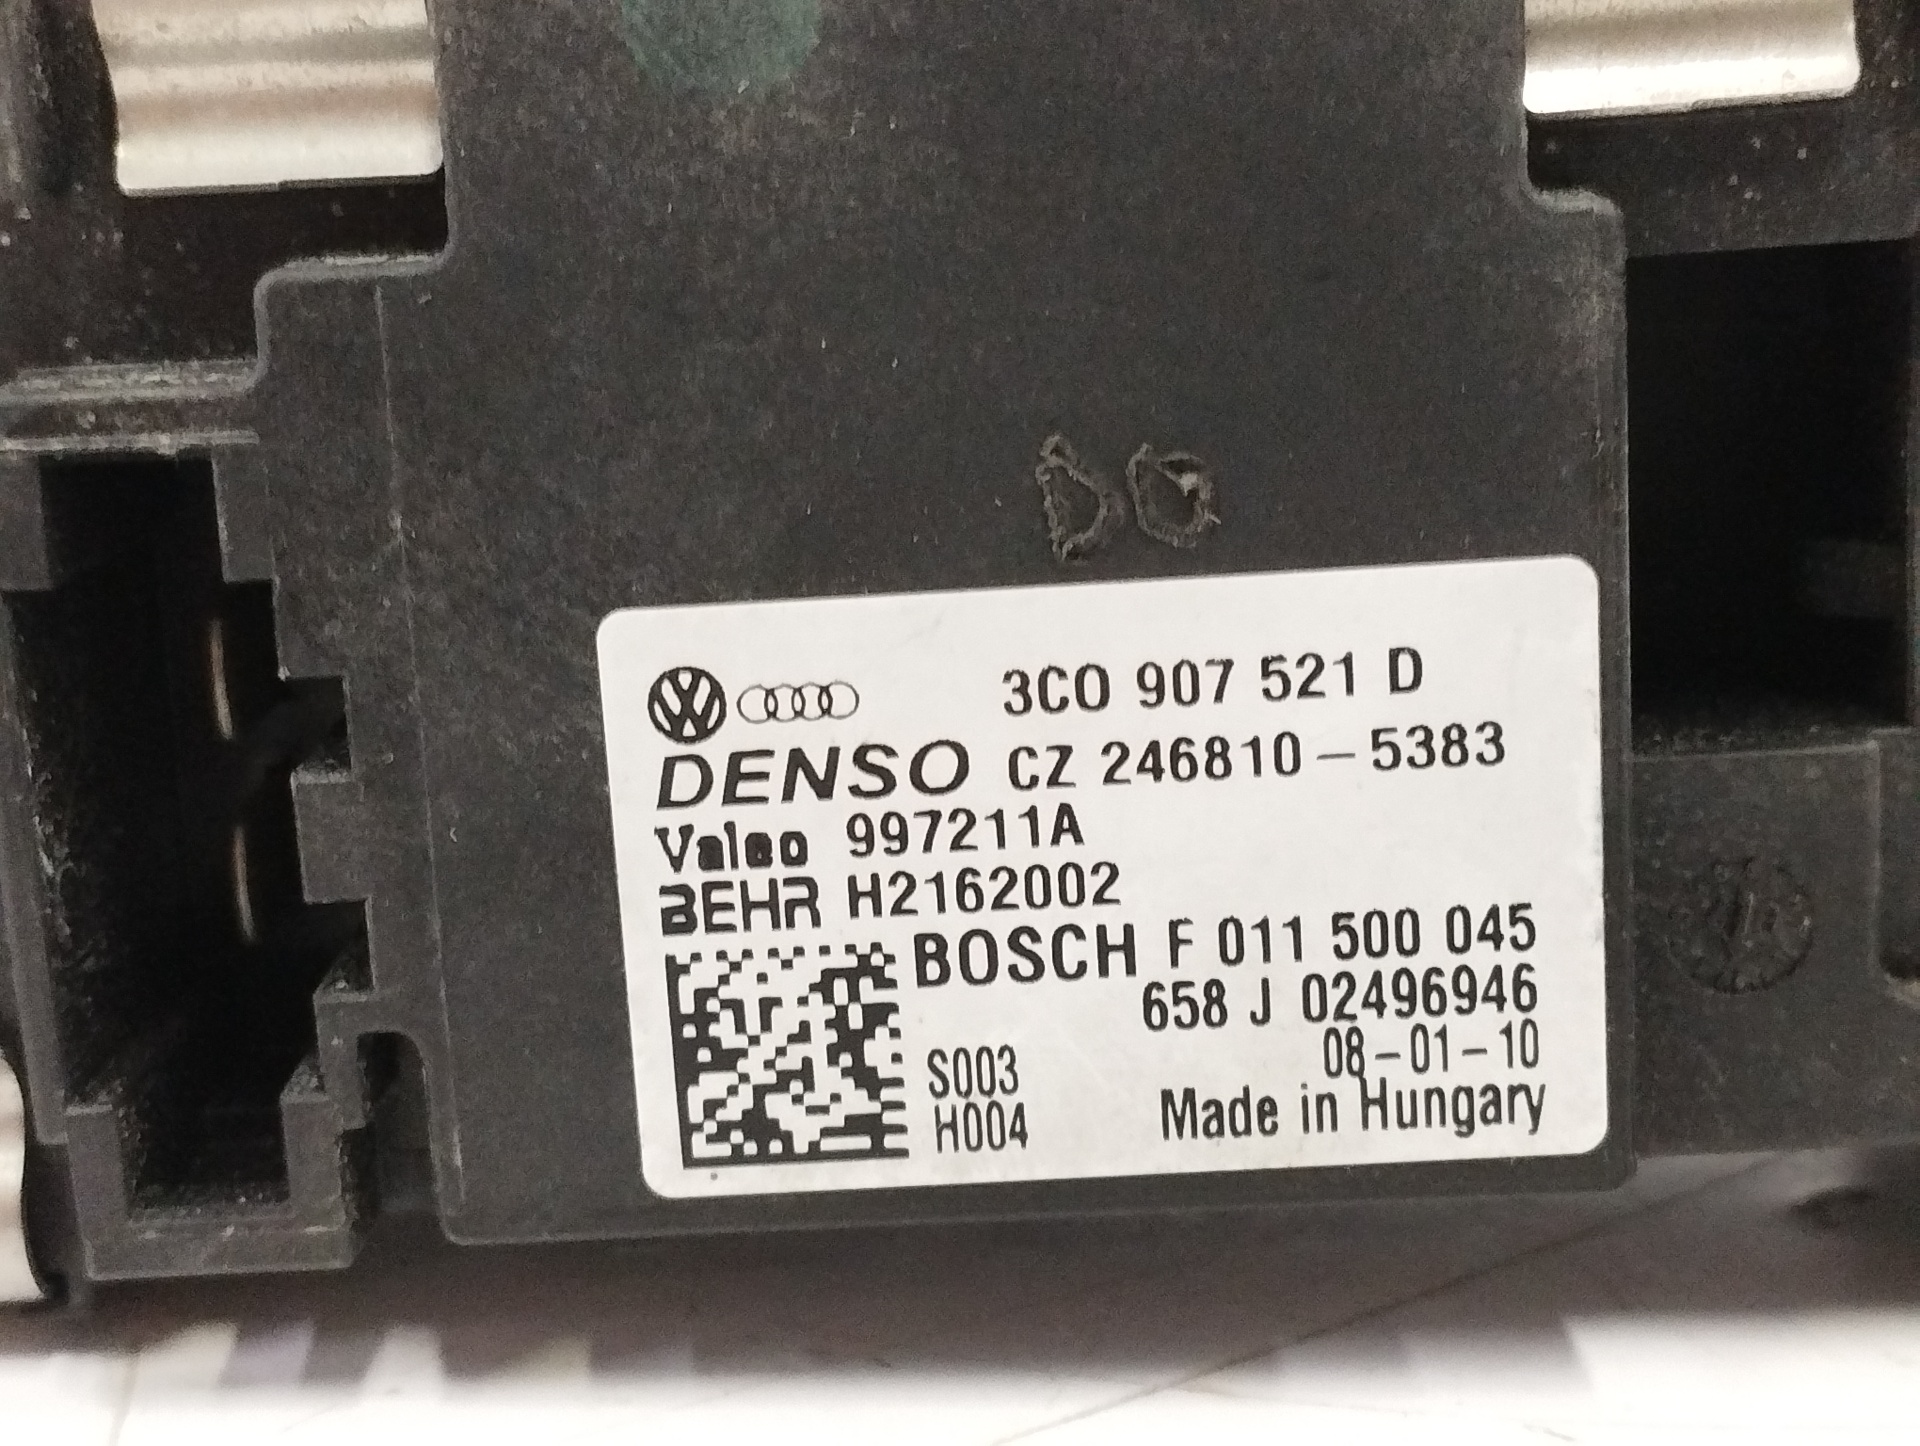 3C0 907 521 D
DENSO CZ 246810-5383
Valeo 997211A
BEHR H2162002
BOSCH F 011 500 045
658 J 02496946
S003 08-01-10
H004 Made in Hungary